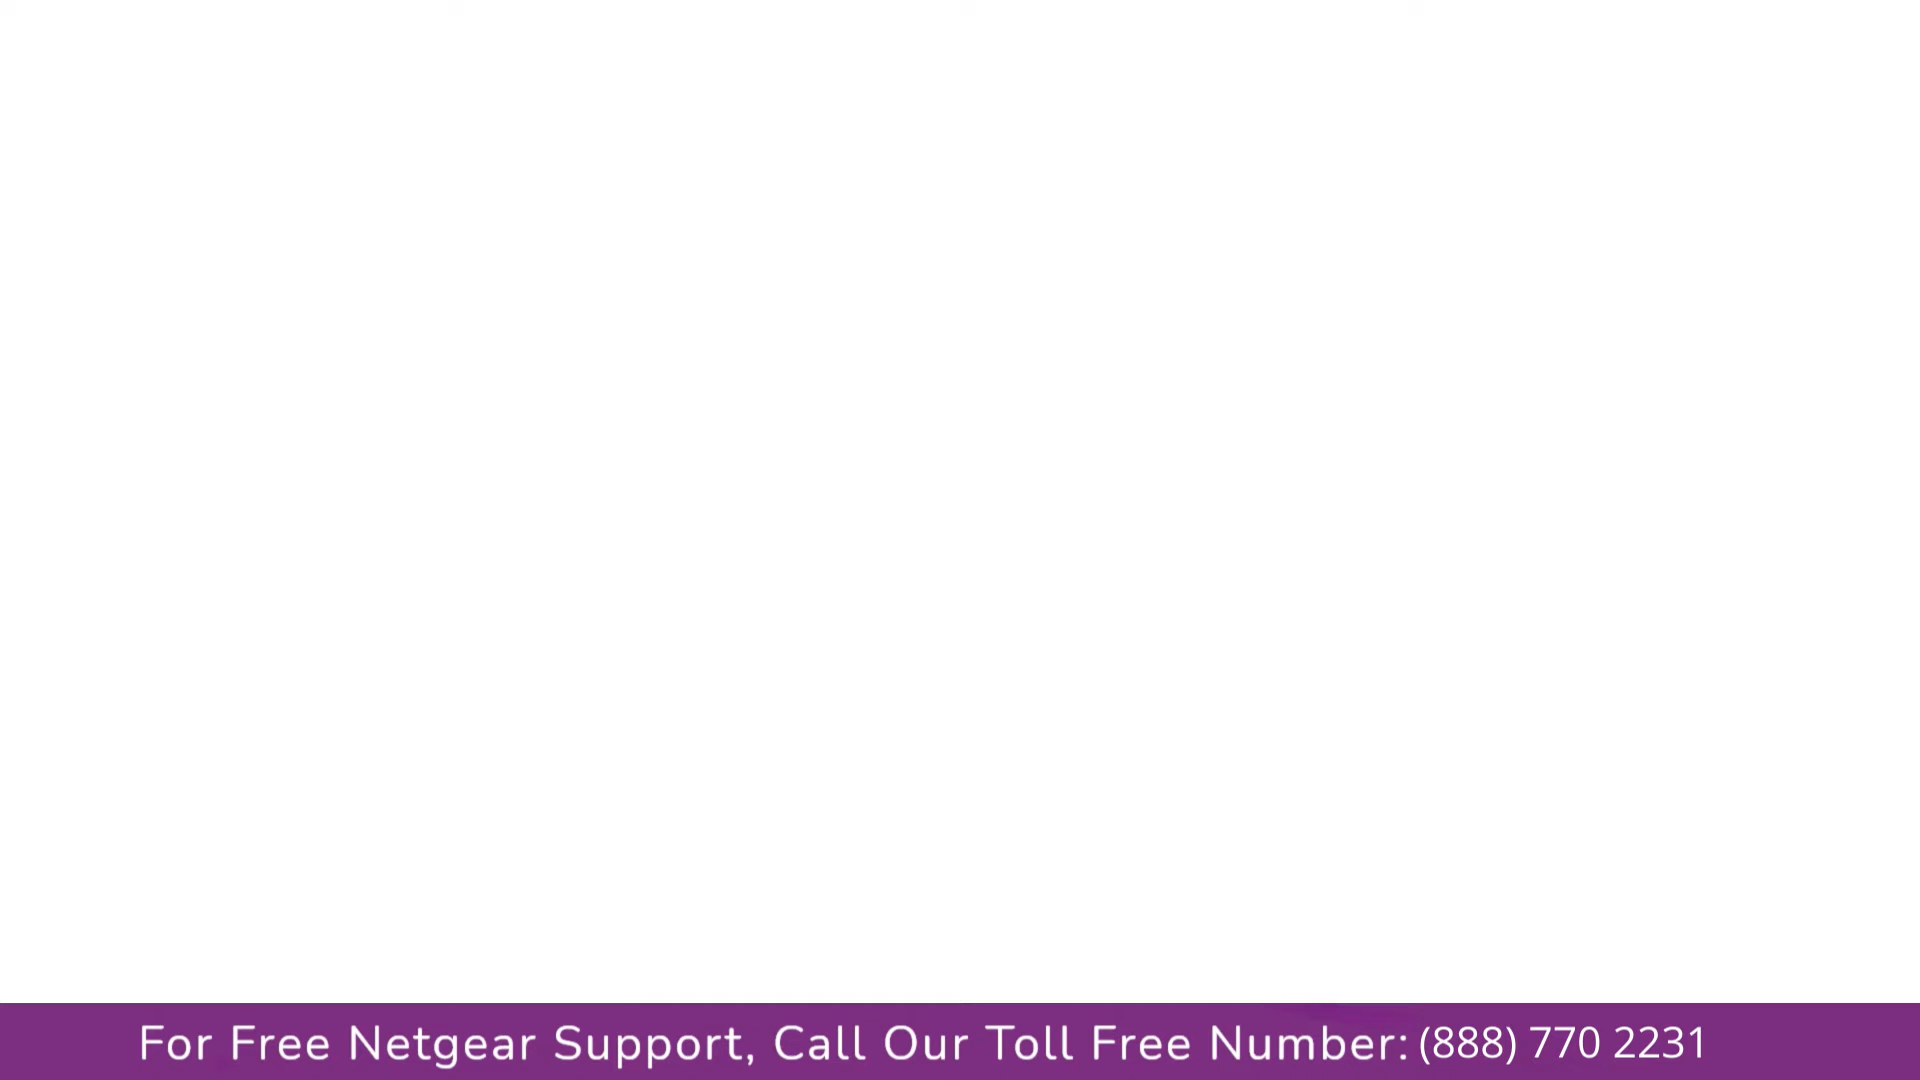 For Free Netgear Support, Call Our Toll Free Number: (888) 770 2231